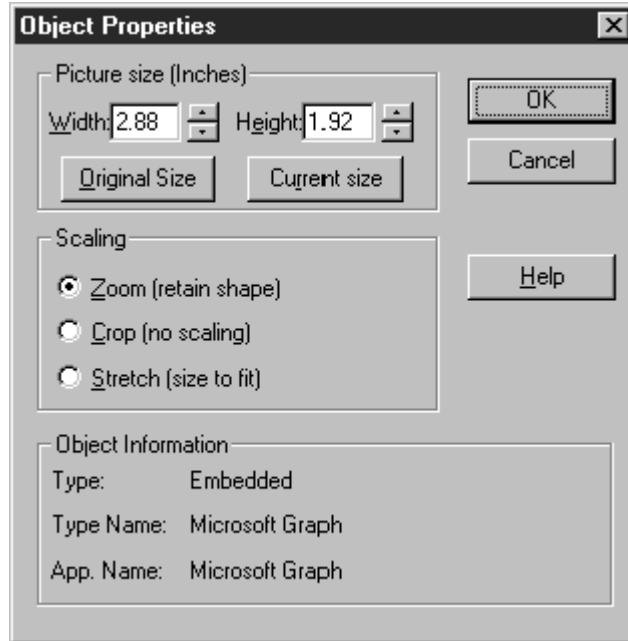 Object Properties
Picture size (Inches)
Width: 2.88 Height: 1.92
Original Size Current size
OK
Cancel
Scaling
Zoom (retain shape)
Crop (no scaling)
Stretch (size to fit)
Help
Object Information
Type: Embedded
Type Name: Microsoft Graph
App. Name: Microsoft Graph